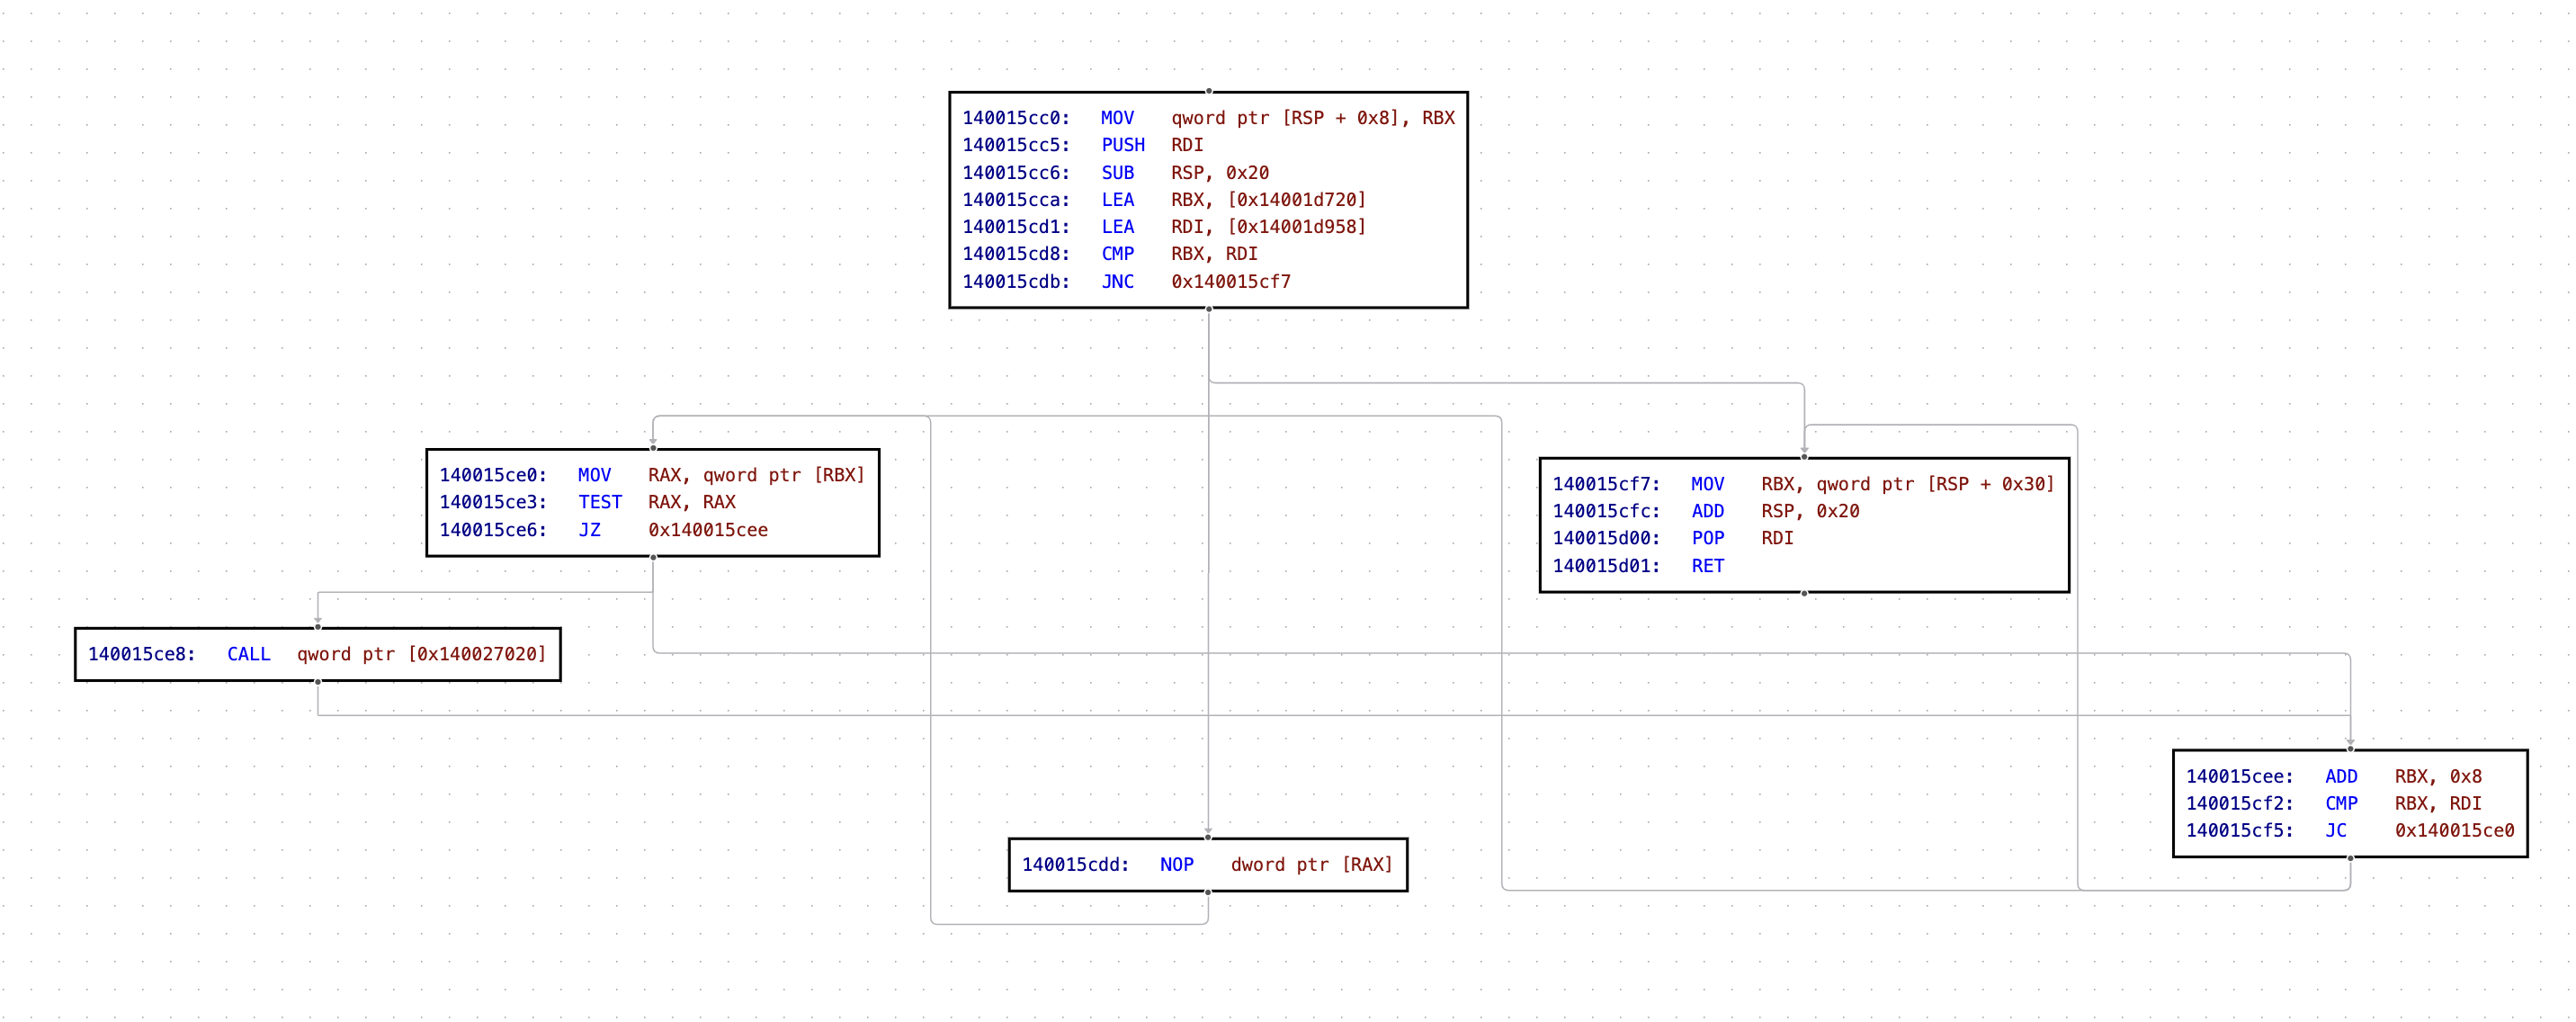 140015cc0: MOV qword ptr [RSP + 0x8], RBX
140015cc5: PUSH RDI
140015cc6: SUB RSP, 0x20
140015cca: LEA RBX, [0x14001d720]
140015cd1: LEA RDI, [0x14001d958]
140015cd8: CMP RBX, RDI
140015cdb: JNC 0x140015cf7
140015ce0: MOV RAX, qword ptr [RBX]
140015ce3: TEST RAX, RAX
140015ce6: JZ 0x140015cee
140015cf7: MOV RBX, qword ptr [RSP + 0x30]
140015cfc: ADD RSP, 0x20
140015d00: POP RDI
140015d01: RET
140015ce8: CALL qword ptr [0x140027020]
140015cee: ADD RBX, 0x8
140015cf2: CMP RBX, RDI
140015cf5: JC 0x140015ce0
140015cdd: NOP dword ptr [RAX]